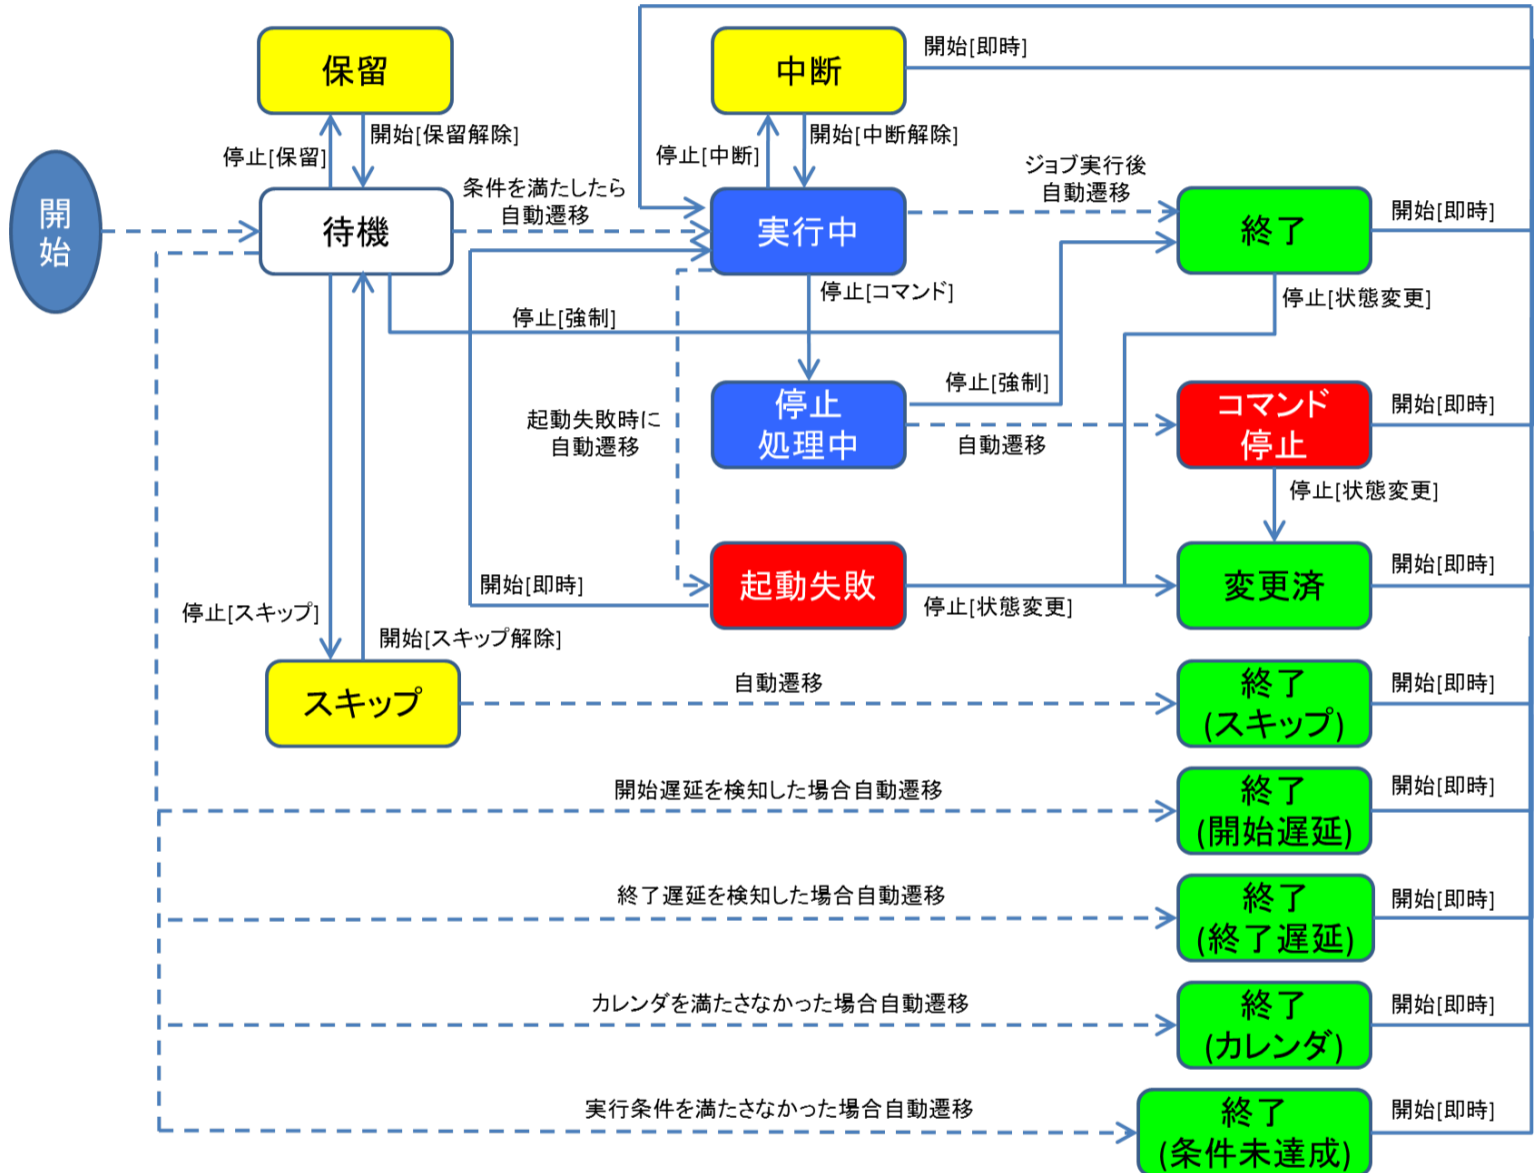 開始[即時]
保留
中断
開始[保留解除]
停止[保留]
開始[中断解除]
停止[中断]
開
始
待機
条件を満たしたら
自動遷移
実行中
ジョブ実行後
自動遷移
終了
開始[即時]
停止[コマンド]
停止[状態変更]
停止[強制]
停止
処理中
停止[強制]
自動遷移
コマンド
停止
開始[即時]
起動失敗時に
自動遷移
停止[状態変更]
開始[即時]
起動失敗
停止[状態変更]
変更済
開始[即時]
停止[スキップ]
開始[スキップ解除]
スキップ
自動遷移
終了
(スキップ)
開始[即時]
開始遅延を検知した場合自動遷移
終了
(開始遅延)
開始[即時]
終了遅延を検知した場合自動遷移
終了
(終了遅延)
開始[即時]
カレンダを満たさなかった場合自動遷移
終了
(カレンダ)
開始[即時]
実行条件を満たさなかった場合自動遷移
終了
(条件未達成)
開始[即時]